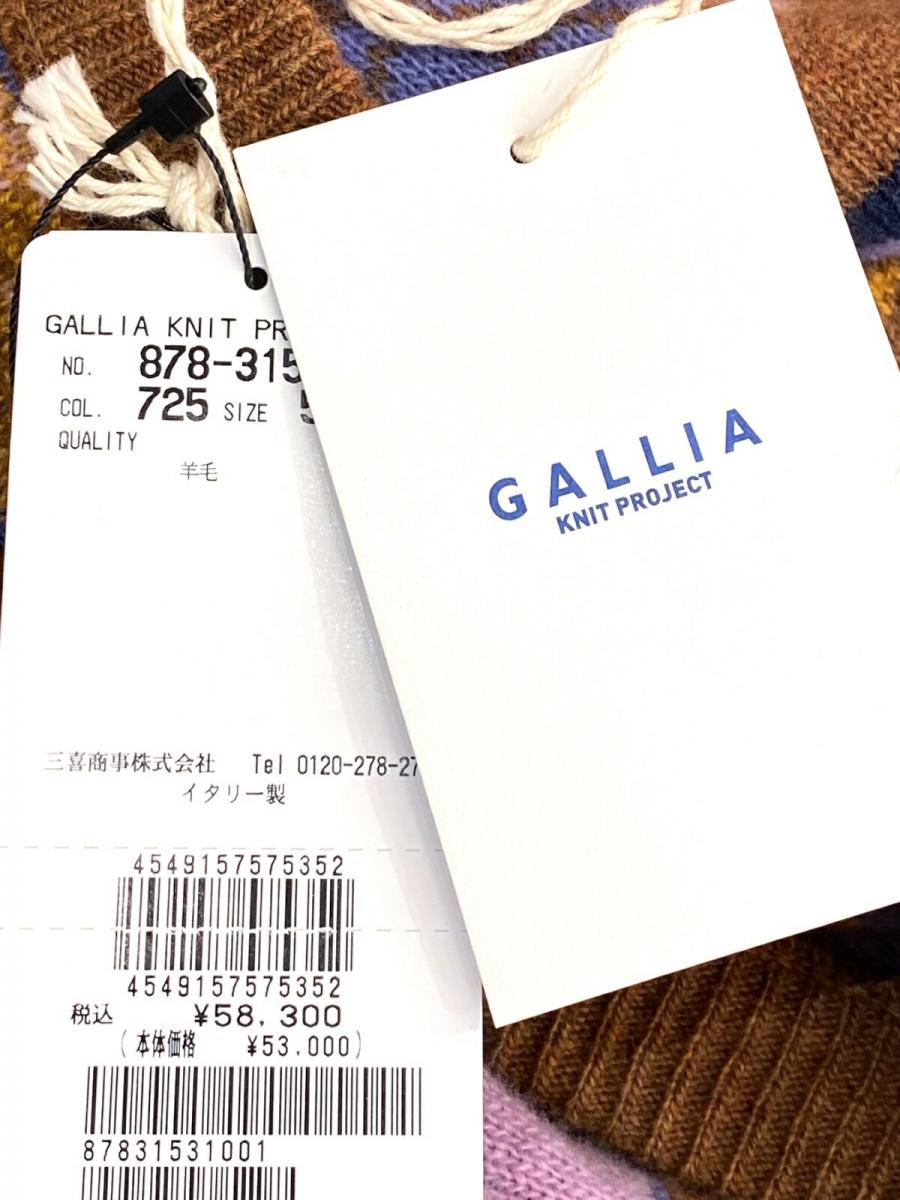 GALLIA KNIT PR
NO. 878-315
COL. 725 SIZE
QUALITY
羊毛
三喜商事株式会社 Tel 0120-278-27
イタリー製
4549157575352
4549157575352
税込 ¥58,300
(本体価格 ¥53,000)
87831531001
GALLIA
KNIT PROJECT